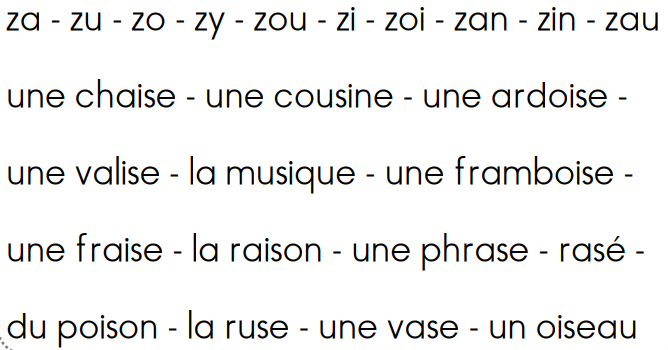 za - zu - zo - zy - zou - zi - zoi - zan - zin - zau
une chaise - une cousine - une ardoise -
une valise - la musique - une framboise -
une fraise - la raison - une phrase - rasé -
du poison - la ruse - une vase - un oiseau